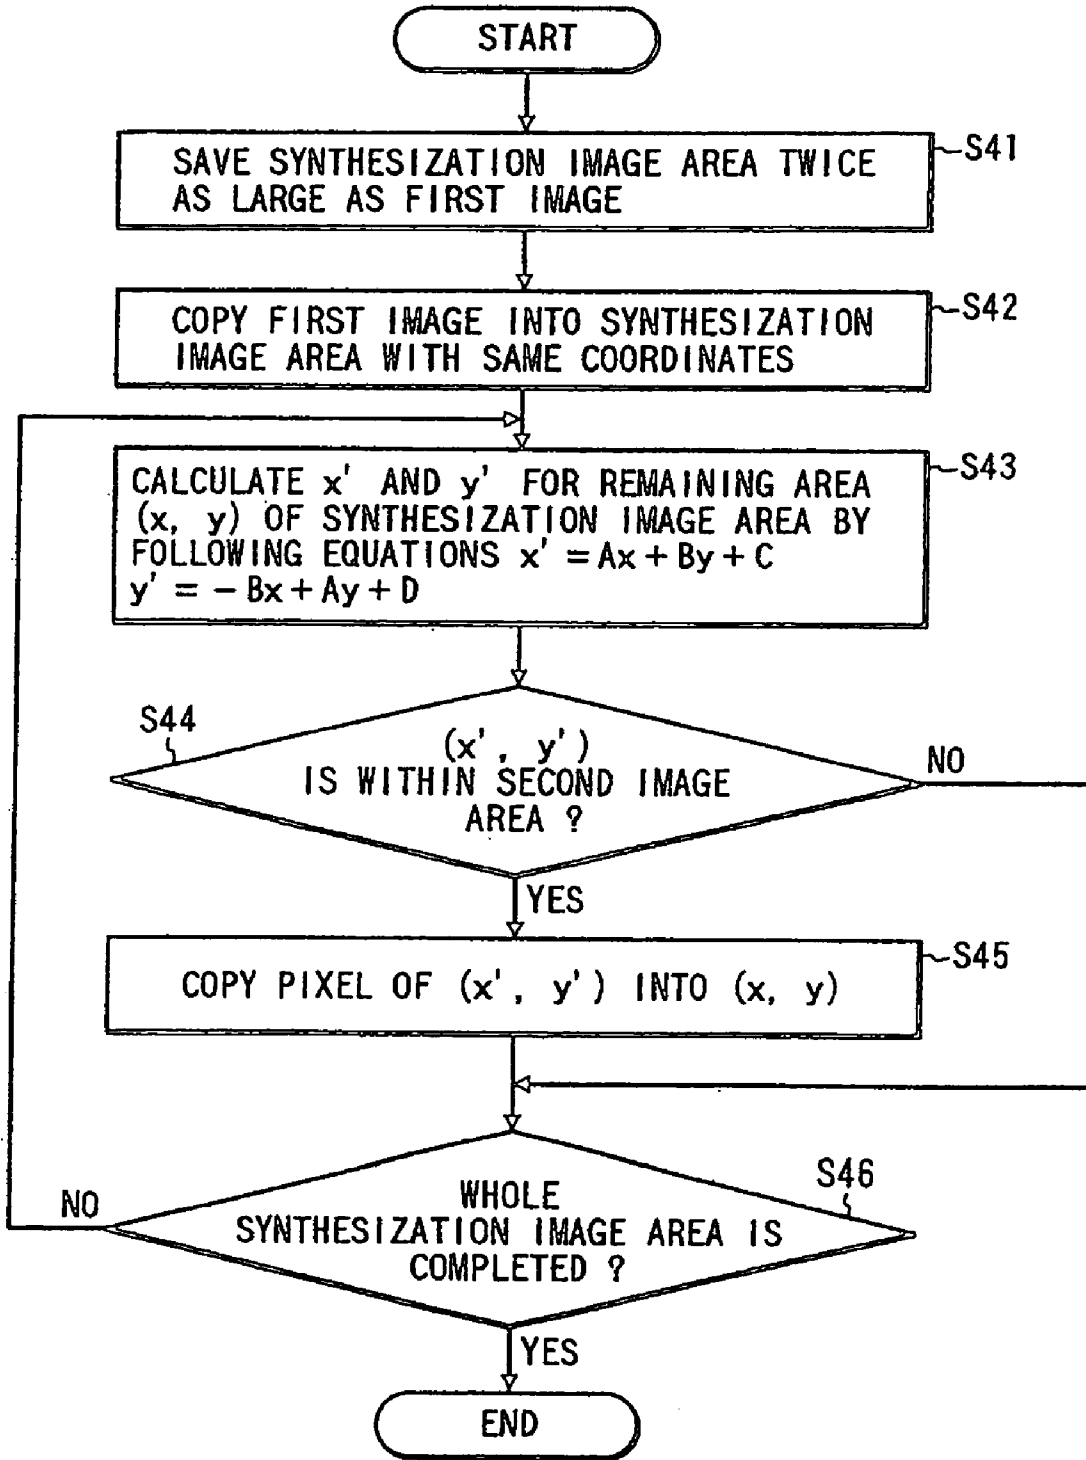 START
SAVE SYNTHESIZATION IMAGE AREA TWICE
AS LARGE AS FIRST IMAGE
S41
COPY FIRST IMAGE INTO SYNTHESIZATION
IMAGE AREA WITH SAME COORDINATES
S42
CALCULATE x' AND y' FOR REMAINING AREA
(x, y) OF SYNTHESIZATION IMAGE AREA BY
FOLLOWING EQUATIONS x' = Ax + By + C
y' = - Bx + Ay + D
S43
S44
(x', y')
IS WITHIN SECOND IMAGE
AREA ?
NO
YES
COPY PIXEL OF (x', y') INTO (x, y)
S45
S46
WHOLE
SYNTHESIZATION IMAGE AREA IS
COMPLETED ?
NO
YES
END